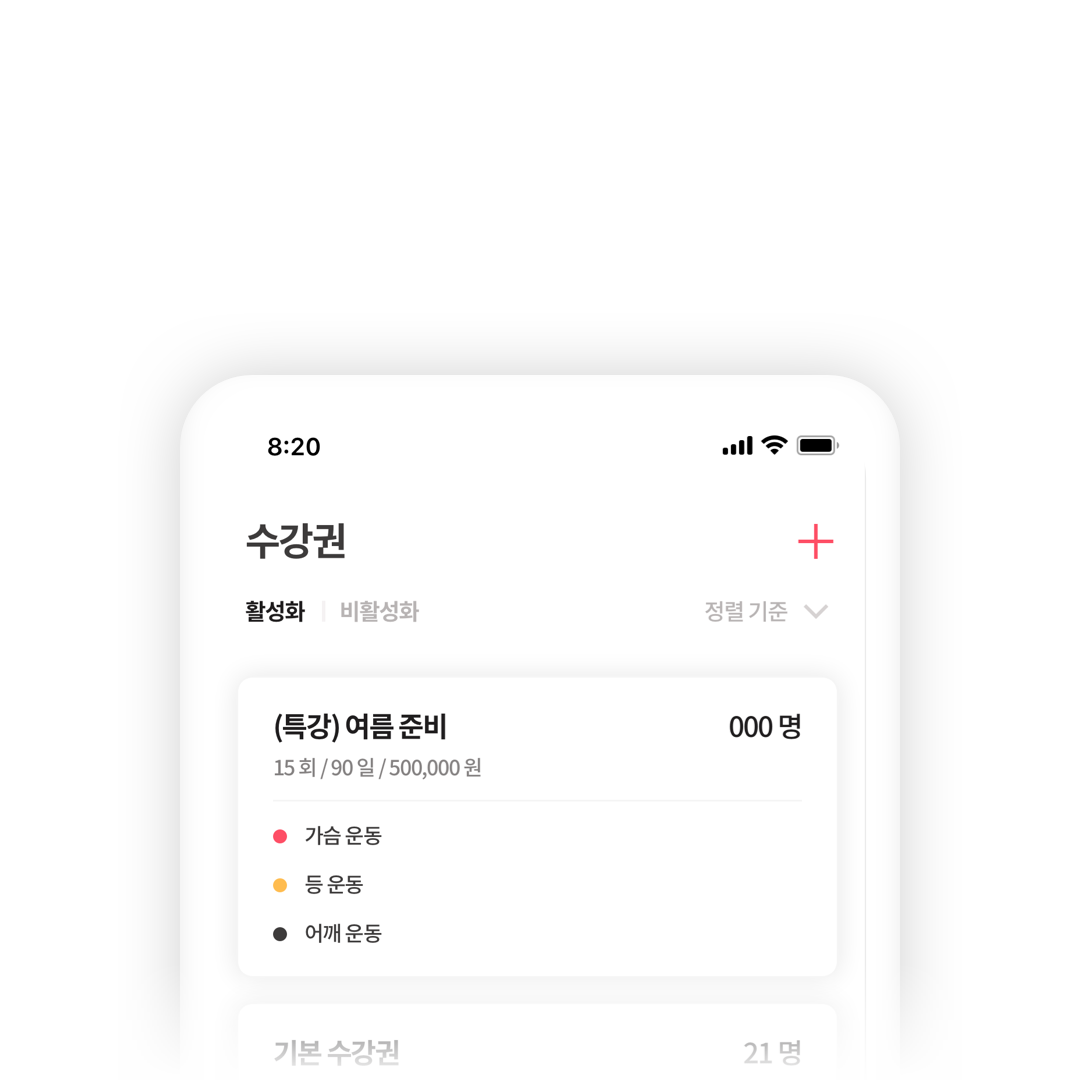 8:20
수강권
활성화 | 비활성화 정렬 기준
(특강) 여름 준비 000 명
15 회 / 90 일 / 500,000 원
가슴 운동
등 운동
어깨 운동
기본 수강권 21 명